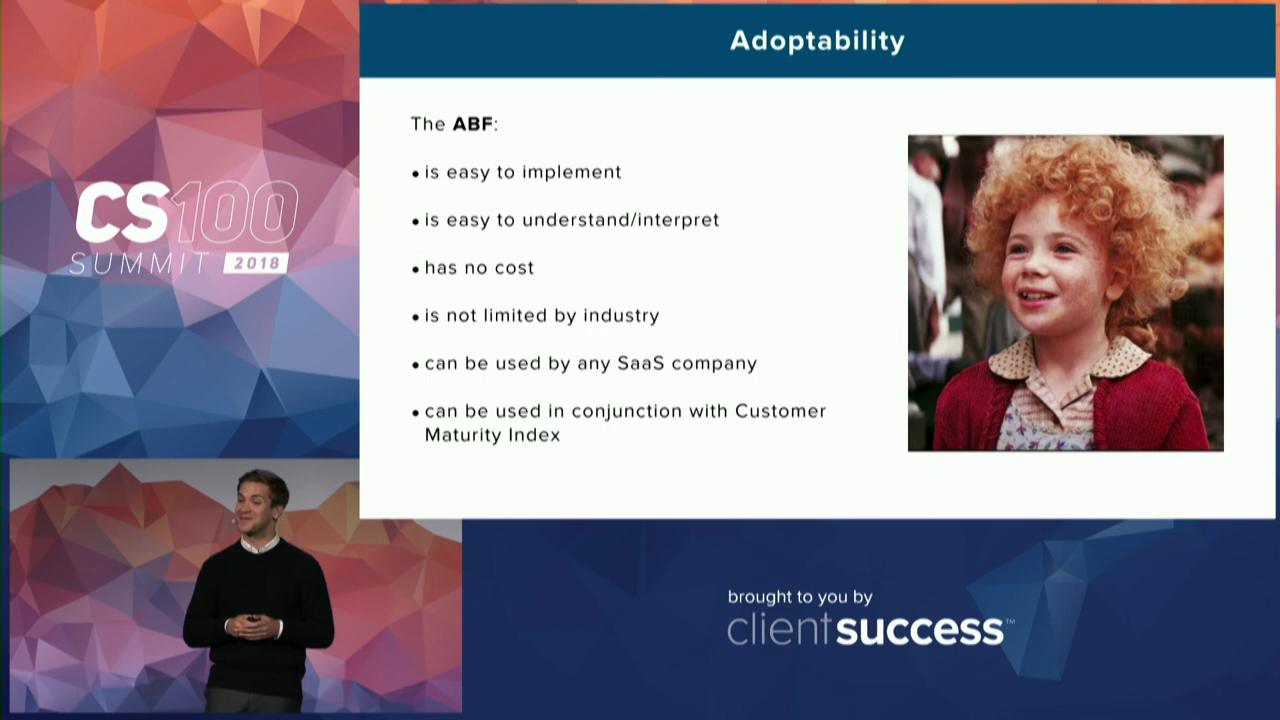 Adoptability
The ABF:
• is easy to implement
• is easy to understand/interpret
• has no cost
• is not limited by industry
• can be used by any SaaS company
• can be used in conjunction with Customer
Maturity Index
CS100
SUMMIT 2018
brought to you by
clientsuccess™